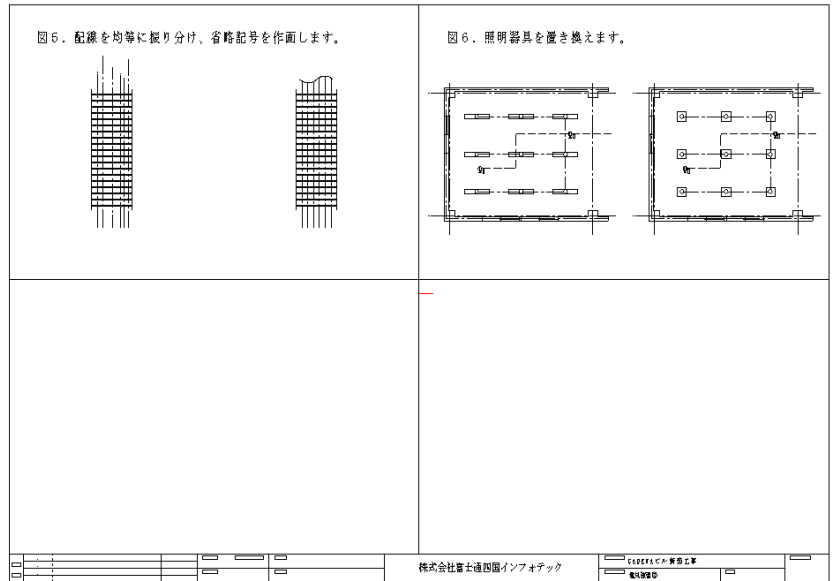 図５．配線を均等に振り分け、省略記号を作画します。
図６．照明器具を置き換えます。
株式会社富士通四国インフォテック
CADEWAビル新築工事